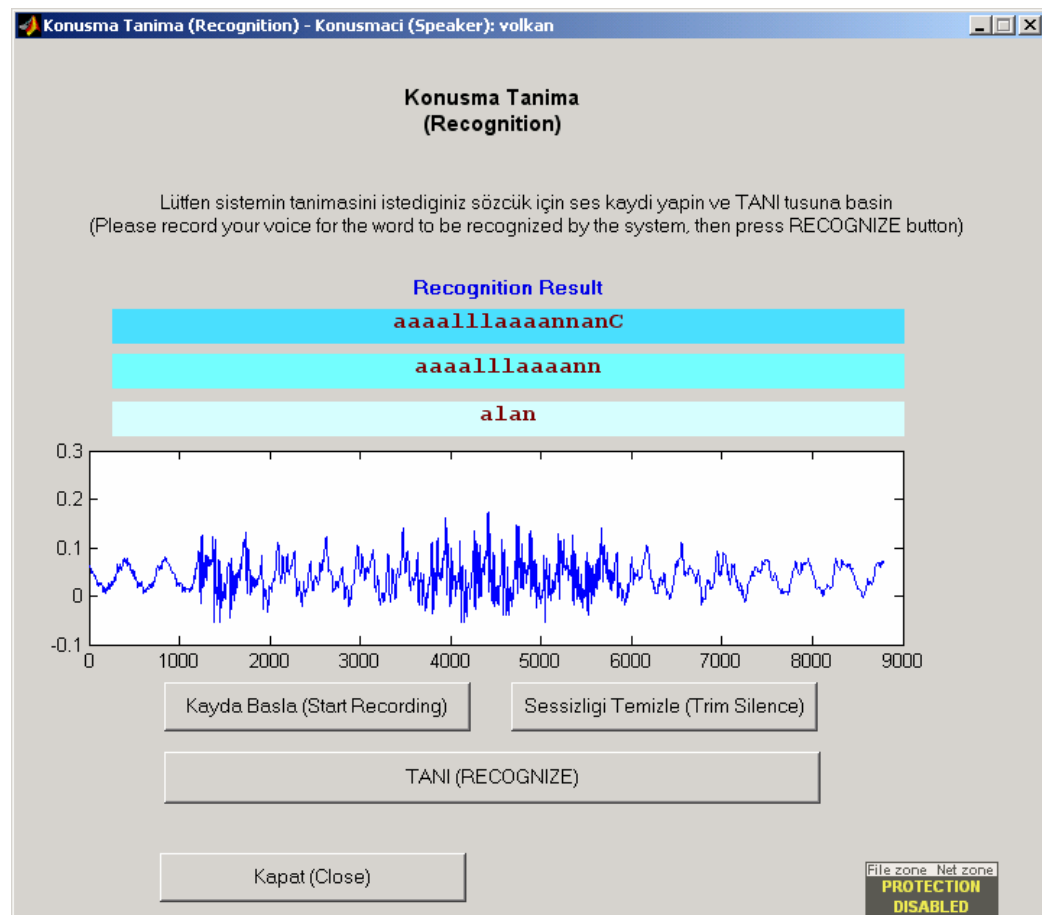 Konusma Tanima (Recognition) - Konusmaci (Speaker): volkan
Konusma Tanima
(Recognition)
Lütfen sistemin tanimasini istediginiz sözcük için ses kaydi yapin ve TANI tusuna basin
(Please record your voice for the word to be recognized by the system, then press RECOGNIZE button)
Recognition Result
aaaalllaaaannanC
aaaalllaaaann
alan
0.3
0.2
0.1
0
-0.1
0 1000 2000 3000 4000 5000 6000 7000 8000 9000
Kayda Basla (Start Recording) Sessizligi Temizle (Trim Silence)
TANI (RECOGNIZE)
Kapat (Close)
File zone Net zone
PROTECTION
DISABLED